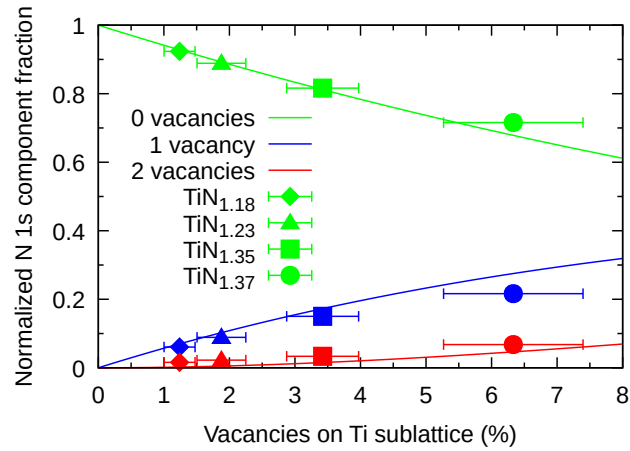 Normalized N 1s component fraction
1
0.8
0.6
0.4
0.2
0
0 vacancies
1 vacancy
2 vacancies
TiN1.18
TiN1.23
TiN1.35
TiN1.37
0 1 2 3 4 5 6 7 8
Vacancies on Ti sublattice (%)